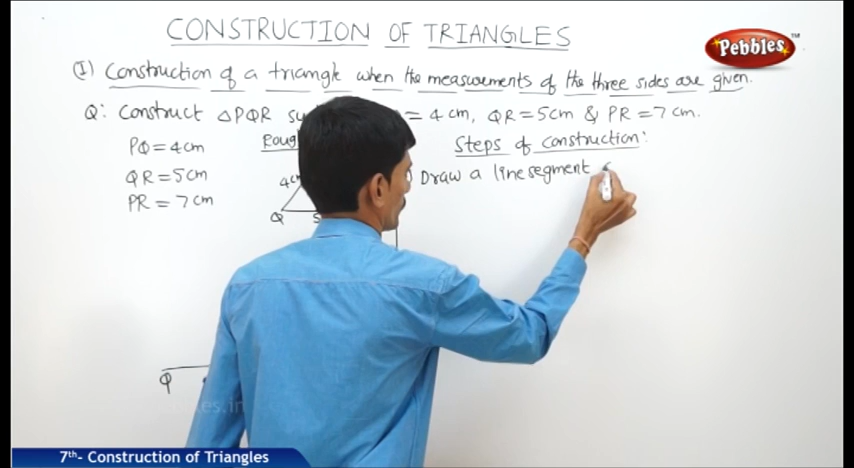 CONSTRUCTION OF TRIANGLES
Pebbles™
(I) Construction of a triangle when the measurements of the three sides are given.
Q: Construct △PQR = 4 cm, QR = 5cm & PR = 7 cm.
PQ = 4cm
QR = 5cm
PR = 7 cm
Steps of construction:
Draw a line segment
Q
Q
7th- Construction of Triangles